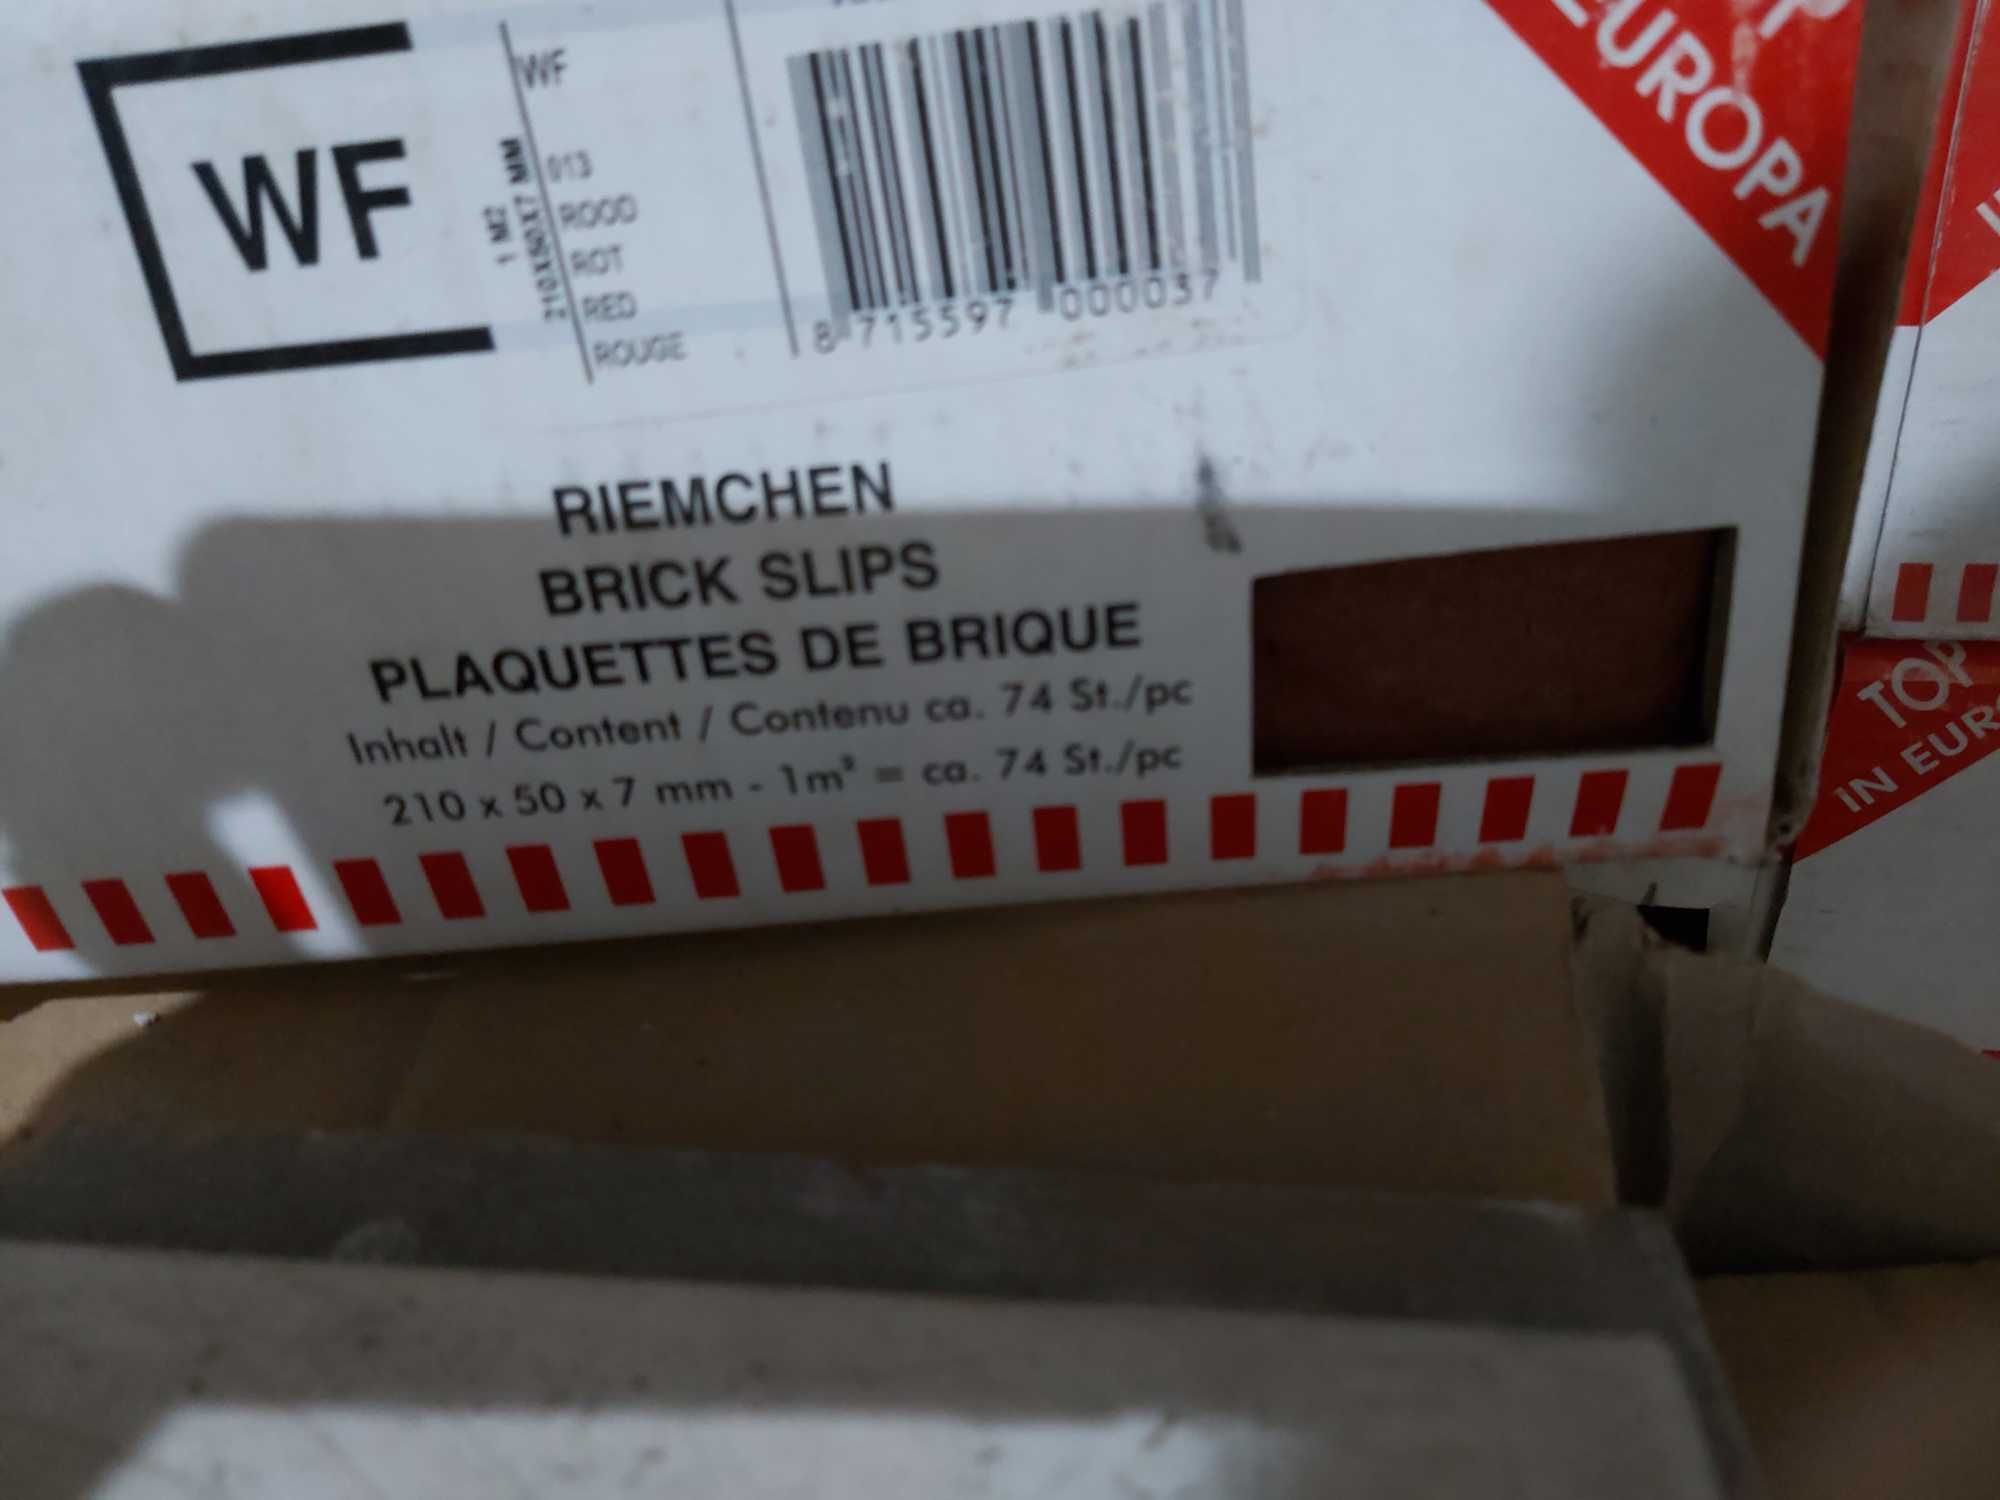 WF
WF
013
ROOD
ROT
RED
ROUGE
1 M2
210X50X7 MM
8 715597 000037
EUROPA
RIEMCHEN
BRICK SLIPS
PLAQUETTES DE BRIQUE
Inhalt / Content / Contenu ca. 74 St./pc
210 x 50 x 7 mm - 1m² = ca. 74 St./pc
TOP
IN EUR